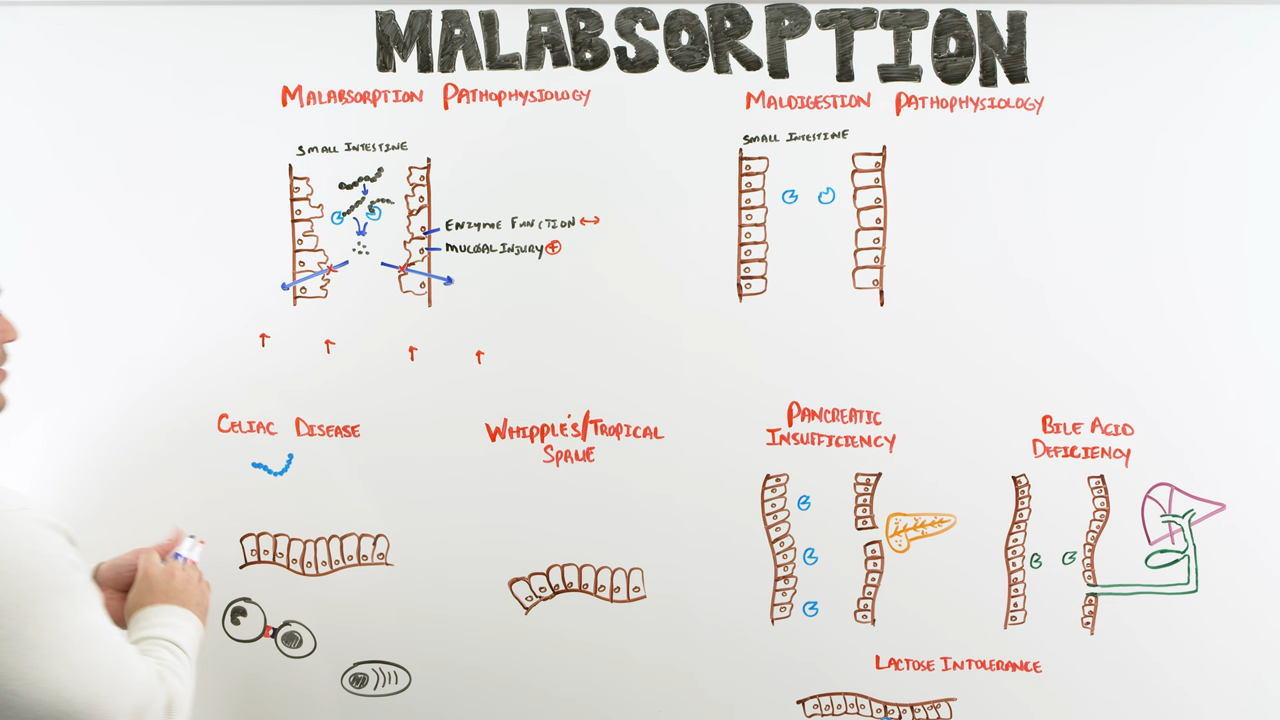 MALABSORPTION
MALABSORPTION PATHOPHYSIOLOGY
SMALL INTESTINE
ENZYME FUNCTION ↔
MUCOSAL INJURY +
↑ ↑ ↑ ↑
MALDIGESTION PATHOPHYSIOLOGY
SMALL INTESTINE
CELIAC DISEASE
WHIPPLE'S/TROPICAL
SPRUE
PANCREATIC
INSUFFICIENCY
BILE ACID
DEFICIENCY
LACTOSE INTOLERANCE